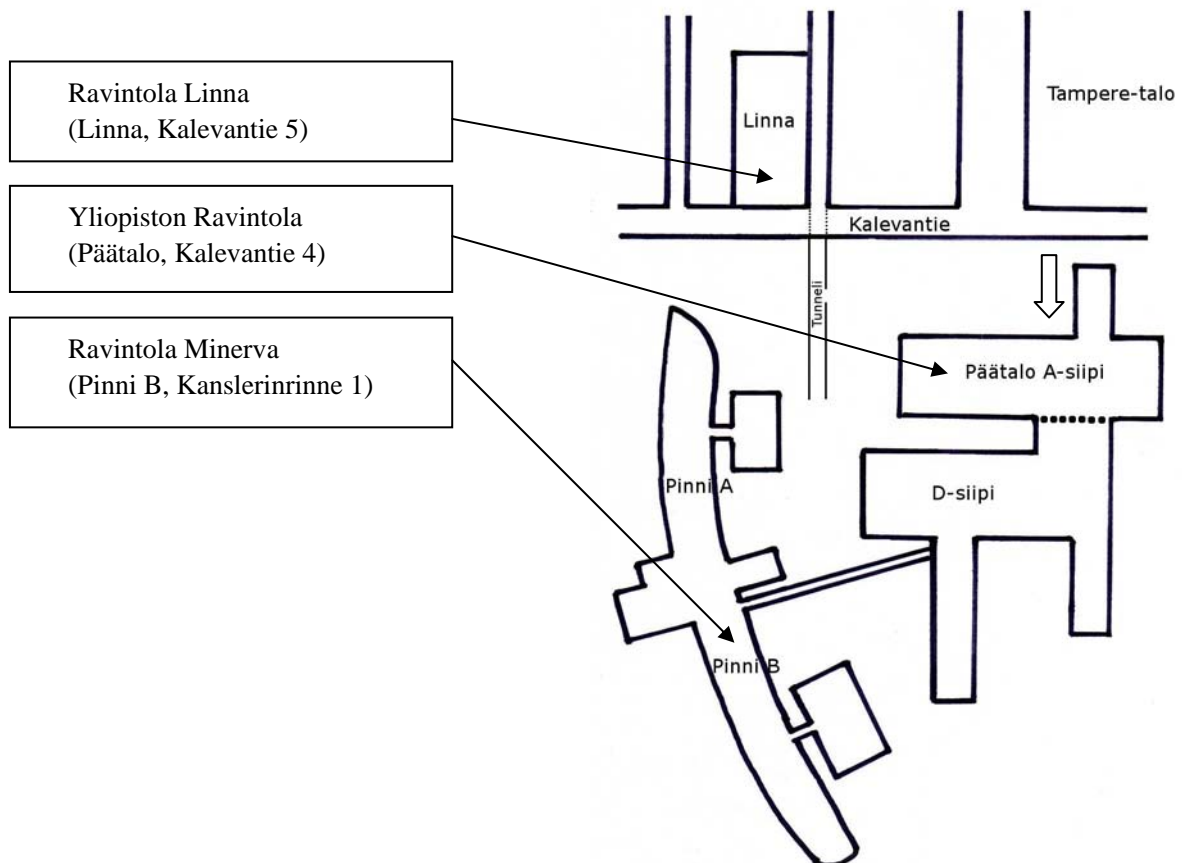 Ravintola Linna
(Linna, Kalevantie 5)
Yliopiston Ravintola
(Päätalo, Kalevantie 4)
Ravintola Minerva
(Pinni B, Kanslerinrinne 1)
Tampere-talo
Linna
Kalevantie
Tunneli
Päätalo A-siipi
Pinni A
D-siipi
Pinni B